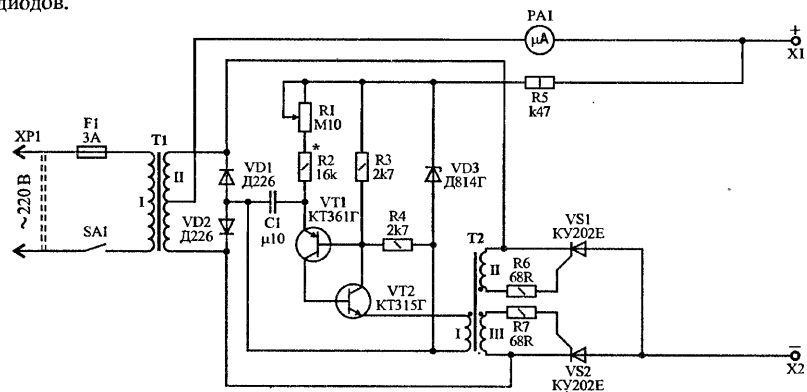 диодов.
PA1
μA
+
X1
XP1
F1
3А
T1
R1
М10
R5
k47
*
R2
16k
R3
2k7
VD3
Д814Г
~220 В
I
II
VD1
Д226
VD2
Д226
C1
μ10
VT1
КТ361Г
R4
2k7
T2
VS1
КУ202Е
SA1
VT2
КТ315Г
II
R6
68R
I
III
R7
68R
−
X2
VS2
КУ202Е